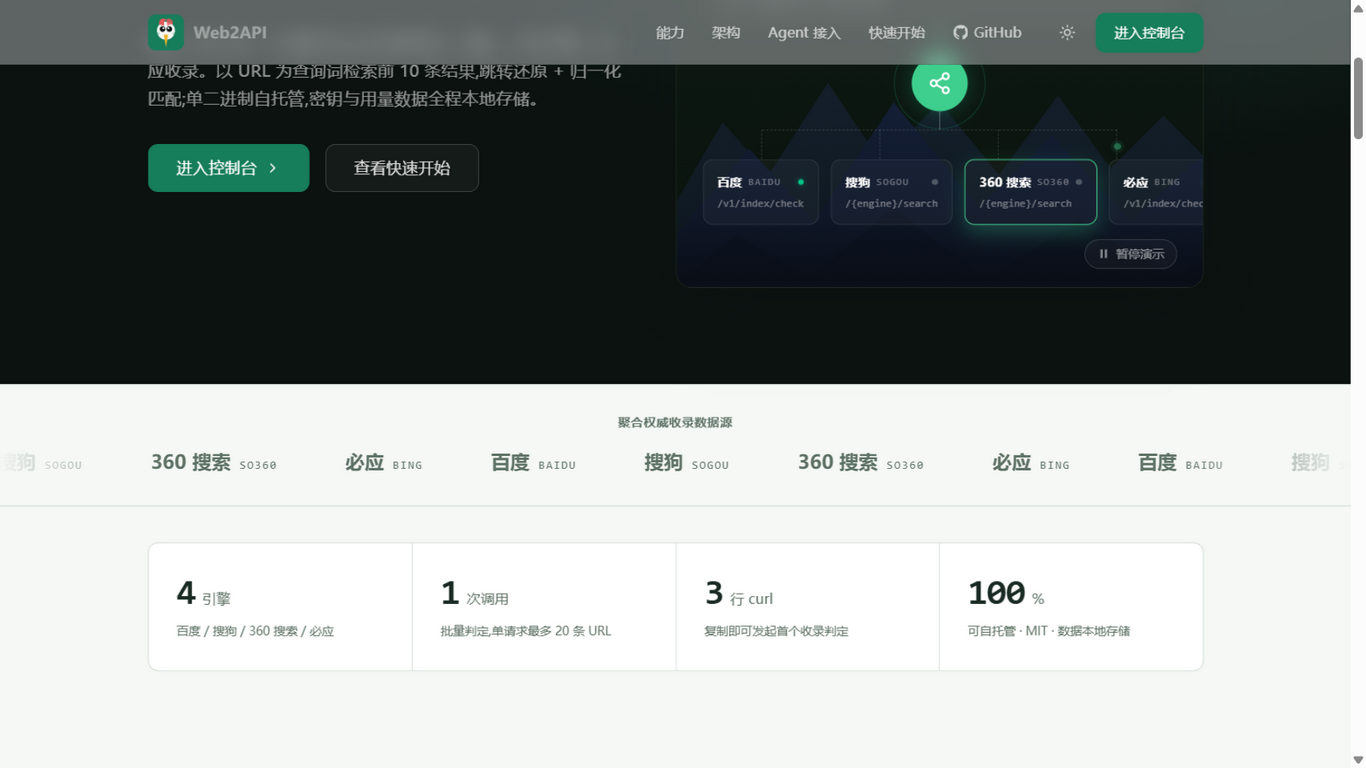 Web2API
能力
架构
Agent 接入
快速开始
GitHub
进入控制台
应收录。以 URL 为查询词检索前 10 条结果,跳转还原 + 归一化
匹配;单二进制自托管,密钥与用量数据全程本地存储。
进入控制台
查看快速开始
百度 BAIDU
/v1/index/check
搜狗 SOGOU
/{engine}/search
360 搜索 SO360
/{engine}/search
必应 BING
/v1/index/chec
暂停演示
聚合权威收录数据源
搜狗 SOGOU
360 搜索 SO360
必应 BING
百度 BAIDU
搜狗 SOGOU
360 搜索 SO360
必应 BING
百度 BAIDU
搜狗
4 引擎
百度 / 搜狗 / 360 搜索 / 必应
1 次调用
批量判定,单请求最多 20 条 URL
3 行 curl
复制即可发起首个收录判定
100 %
可自托管 · MIT · 数据本地存储